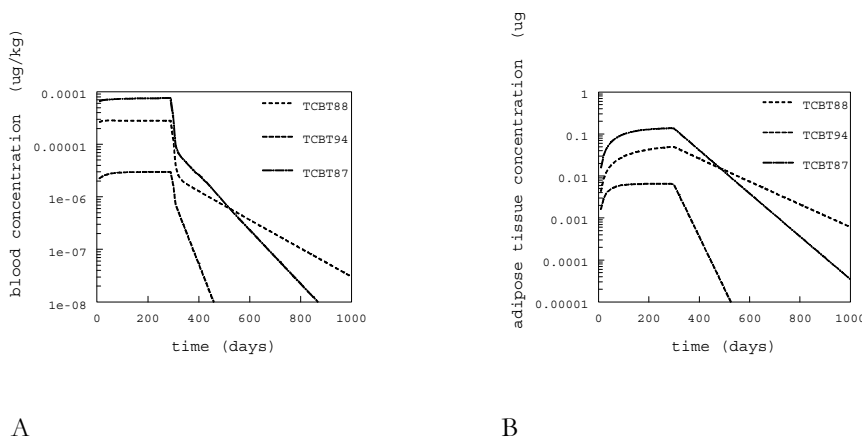 blood concentration (ug/kg)
0.0001
0.00001
1e-06
1e-07
1e-08
TCBT88
TCBT94
TCBT87
0 200 400 600 800 1000
time (days)
A
adipose tissue concentration (ug
1
0.1
0.01
0.001
0.0001
0.00001
TCBT88
TCBT94
TCBT87
0 200 400 600 800 1000
time (days)
B